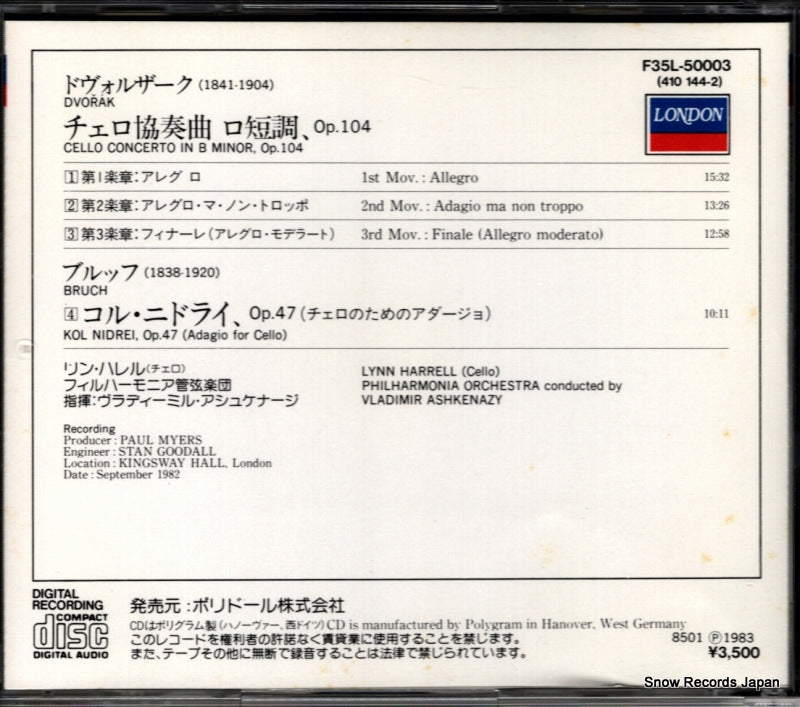 F35L-50003
(410 144-2)
LONDON
ドヴォルザーク (1841-1904)
DVOŘÁK
チェロ協奏曲 ロ短調、Op.104
CELLO CONCERTO IN B MINOR, Op.104
1 第1楽章:アレグ ロ 1st Mov.: Allegro 15:32
2 第2楽章:アレグロ・マ・ノン・トロッポ 2nd Mov.: Adagio ma non troppo 13:26
3 第3楽章:フィナーレ(アレグロ・モデラート) 3rd Mov.: Finale (Allegro moderato) 12:58
ブルッフ (1838-1920)
BRUCH
4 コル・ニドライ、Op.47(チェロのためのアダージョ) 10:11
KOL NIDREI, Op.47 (Adagio for Cello)
リン・ハレル(チェロ)
フィルハーモニア管弦楽団
指揮:ヴラディーミル・アシュケナージ
LYNN HARRELL (Cello)
PHILHARMONIA ORCHESTRA conducted by
VLADIMIR ASHKENAZY
Recording
Producer: PAUL MYERS
Engineer: STAN GOODALL
Location: KINGSWAY HALL, London
Date: September 1982
DIGITAL
RECORDING
COMPACT
disc
DIGITAL AUDIO
発売元:ポリドール株式会社
CDはポリグラム製(ハノーヴァー、西ドイツ) CD is manufactured by Polygram in Hanover, West Germany
このレコードを権利者の許諾なく賃貸業に使用することを禁じます。
また、テープその他に無断で録音することは法律で禁じられています。
8501 Ⓟ1983
¥3,500
Snow Records Japan